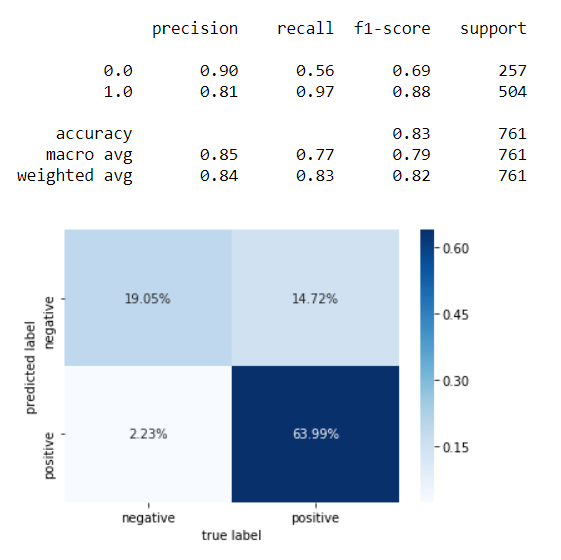 precision recall f1-score support
0.0 0.90 0.56 0.69 257
1.0 0.81 0.97 0.88 504
accuracy 0.83 761
macro avg 0.85 0.77 0.79 761
weighted avg 0.84 0.83 0.82 761
predicted label
negative
19.05% 14.72%
positive
2.23% 63.99%
negative positive
true label
0.60
0.45
0.30
0.15